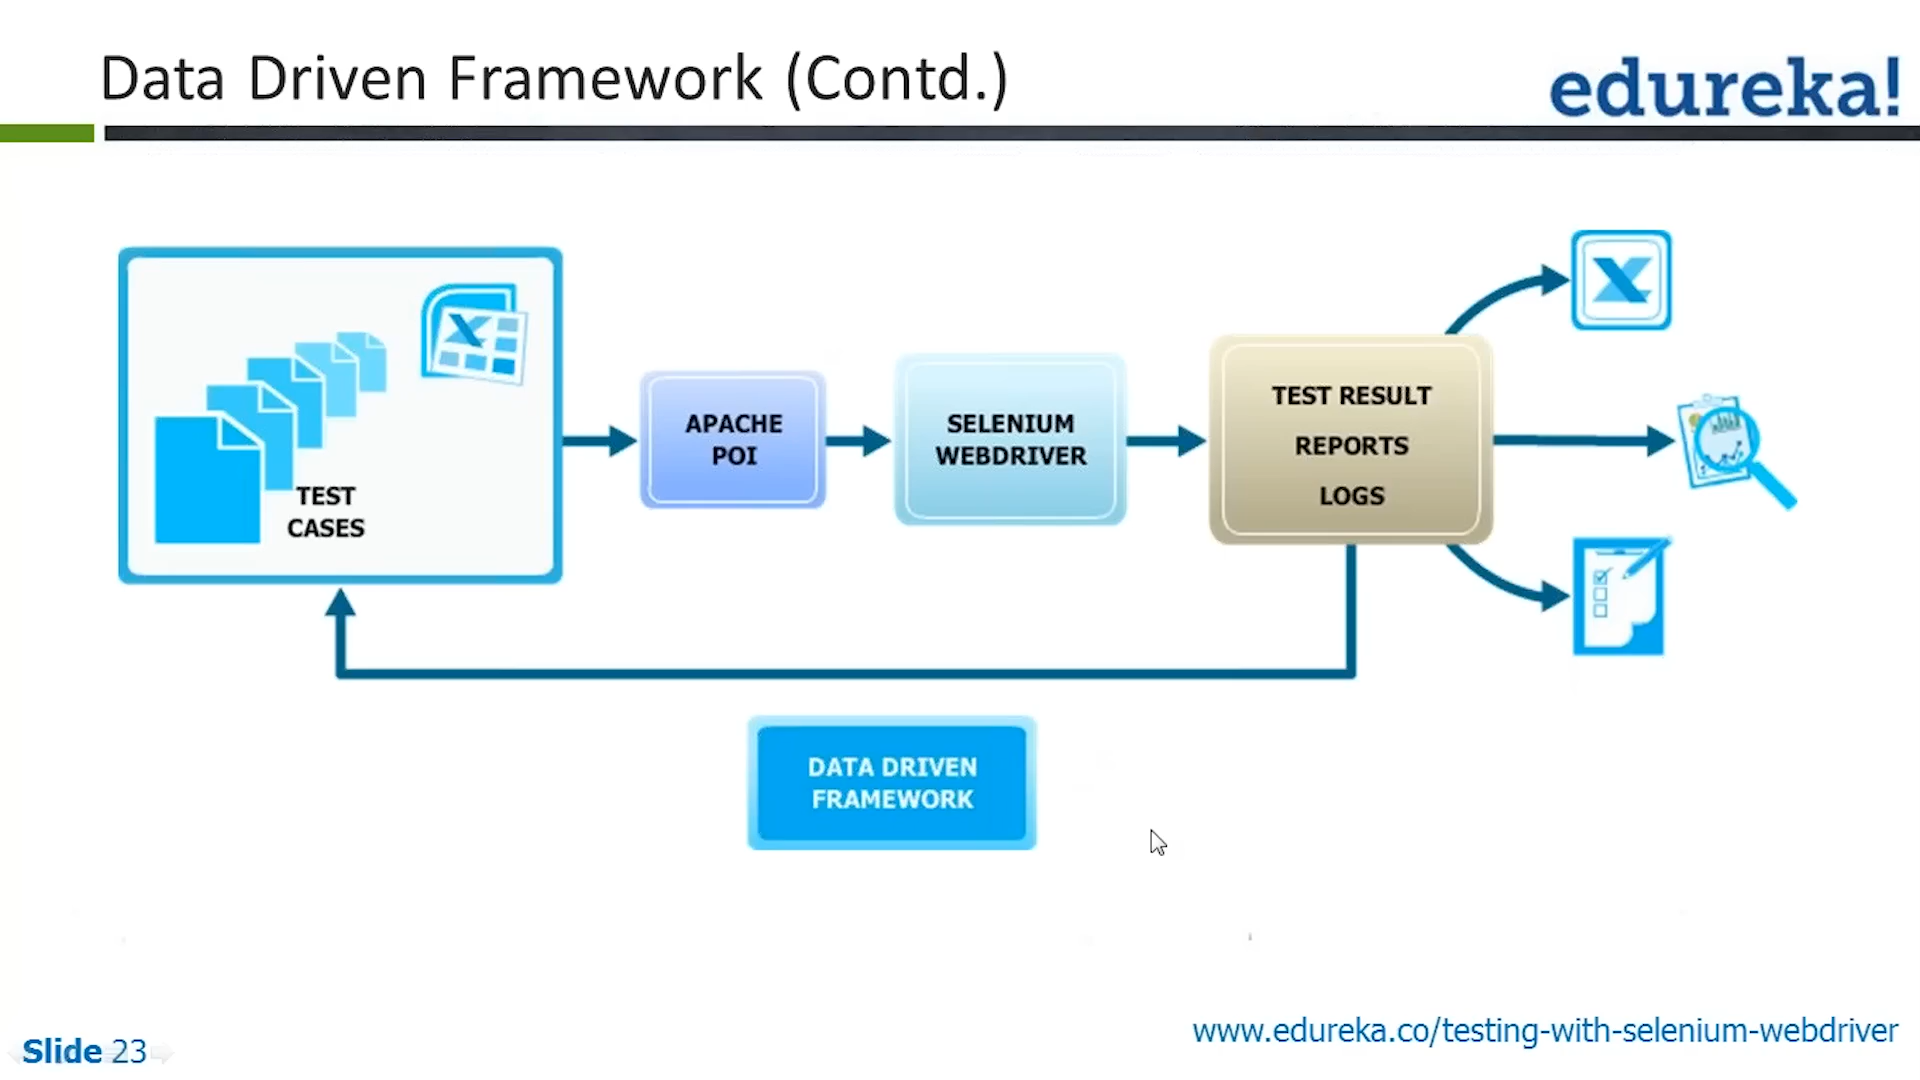 Data Driven Framework (Contd.)
edureka!
TEST
CASES
APACHE
POI
SELENIUM
WEBDRIVER
TEST RESULT
REPORTS
LOGS
DATA DRIVEN
FRAMEWORK
www.edureka.co/testing-with-selenium-webdriver
Slide 23